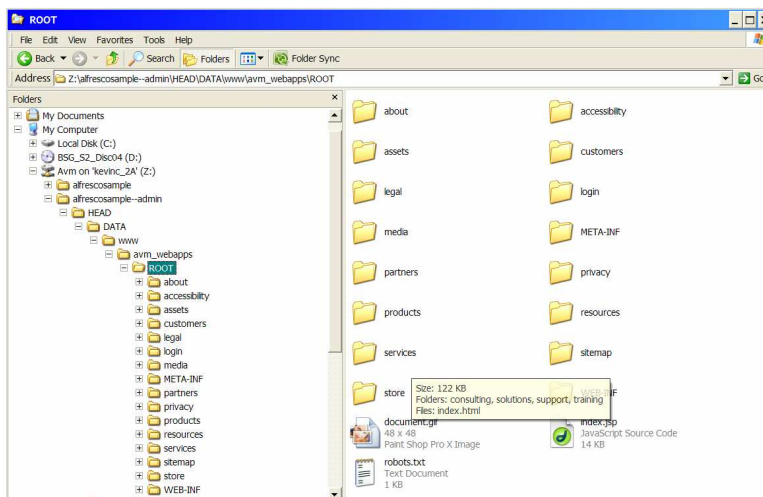 ROOT
File Edit View Favorites Tools Help
Back Search Folders Folder Sync
Address Z:\alfrescosample--admin\HEAD\DATA\www\avm_webapps\ROOT Go
Folders
My Documents
My Computer
Local Disk (C:)
BSG_S2_Disc04 (D:)
Avm on 'kevinc_2A' (Z:)
alfrescosample
alfrescosample--admin
HEAD
DATA
www
avm_webapps
ROOT
about
accessibility
assets
customers
legal
login
media
META-INF
partners
privacy
products
resources
services
sitemap
store
WEB-INF
about accessibility
assets customers
legal login
media META-INF
partners privacy
products resources
services sitemap
store WEB-INF
Size: 122 KB
Folders: consulting, solutions, support, training
Files: index.html
document.gif
48 x 48
Paint Shop Pro X Image
index.jsp
JavaScript Source Code
14 KB
robots.txt
Text Document
1 KB